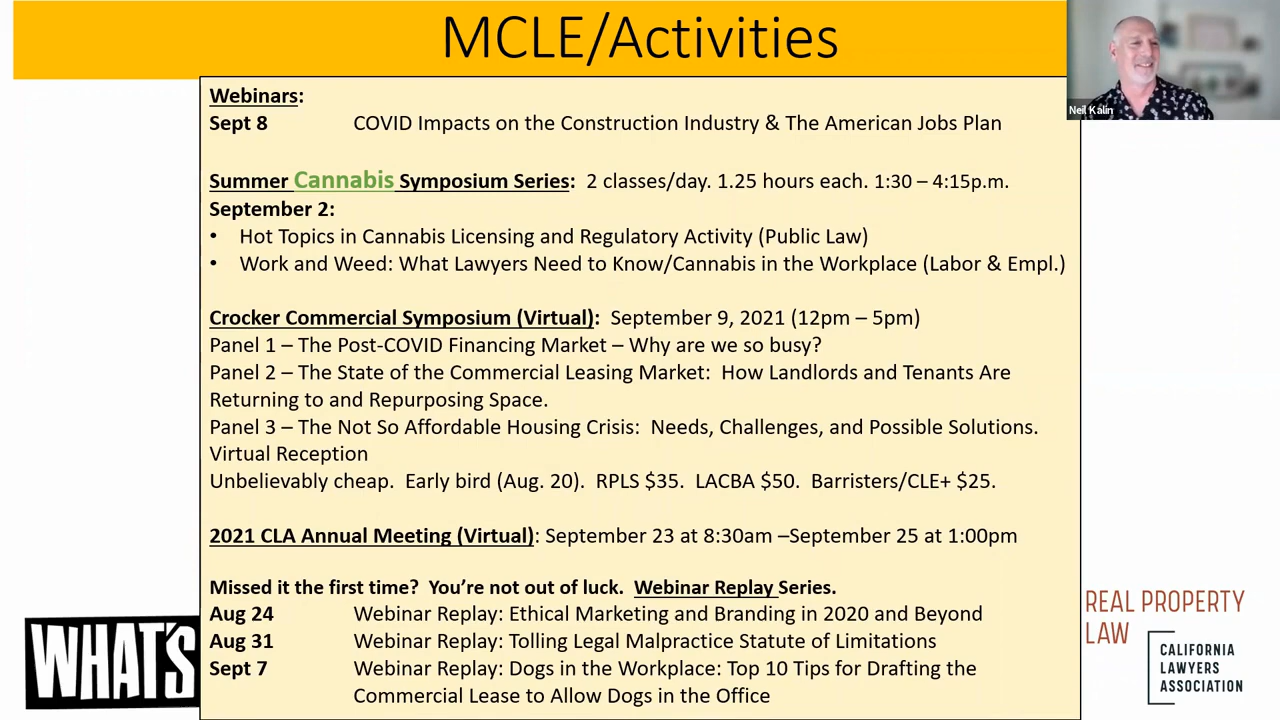 MCLE/Activities
Neil Kalin
Webinars:
Sept 8 COVID Impacts on the Construction Industry & The American Jobs Plan
Summer Cannabis Symposium Series: 2 classes/day. 1.25 hours each. 1:30 – 4:15p.m.
September 2:
• Hot Topics in Cannabis Licensing and Regulatory Activity (Public Law)
• Work and Weed: What Lawyers Need to Know/Cannabis in the Workplace (Labor & Empl.)
Crocker Commercial Symposium (Virtual): September 9, 2021 (12pm – 5pm)
Panel 1 – The Post-COVID Financing Market – Why are we so busy?
Panel 2 – The State of the Commercial Leasing Market: How Landlords and Tenants Are
Returning to and Repurposing Space.
Panel 3 – The Not So Affordable Housing Crisis: Needs, Challenges, and Possible Solutions.
Virtual Reception
Unbelievably cheap. Early bird (Aug. 20). RPLS $35. LACBA $50. Barristers/CLE+ $25.
2021 CLA Annual Meeting (Virtual): September 23 at 8:30am –September 25 at 1:00pm
Missed it the first time? You’re not out of luck. Webinar Replay Series.
Aug 24 Webinar Replay: Ethical Marketing and Branding in 2020 and Beyond
Aug 31 Webinar Replay: Tolling Legal Malpractice Statute of Limitations
Sept 7 Webinar Replay: Dogs in the Workplace: Top 10 Tips for Drafting the
Commercial Lease to Allow Dogs in the Office
WHAT'S
REAL PROPERTY
LAW
CALIFORNIA
LAWYERS
ASSOCIATION